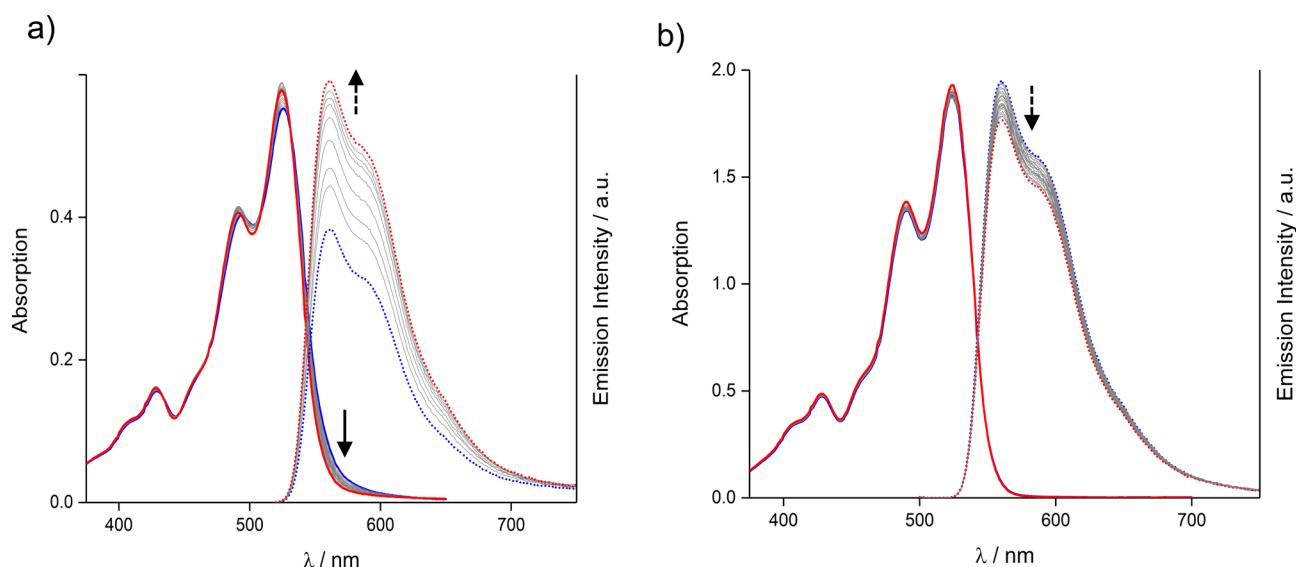 a)
Absorption
0.4
0.2
0.0
400 500 600 700
λ / nm
Emission Intensity / a.u.
b)
Absorption
2.0
1.5
1.0
0.5
0.0
400 500 600 700
λ / nm
Emission Intensity / a.u.